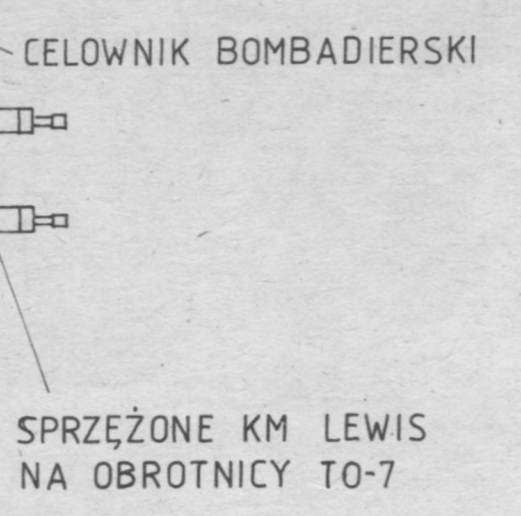 CELOWNIK BOMBADIERSKI
SPRZĘŻONE KM LEWIS
NA OBROTNICY TO-7